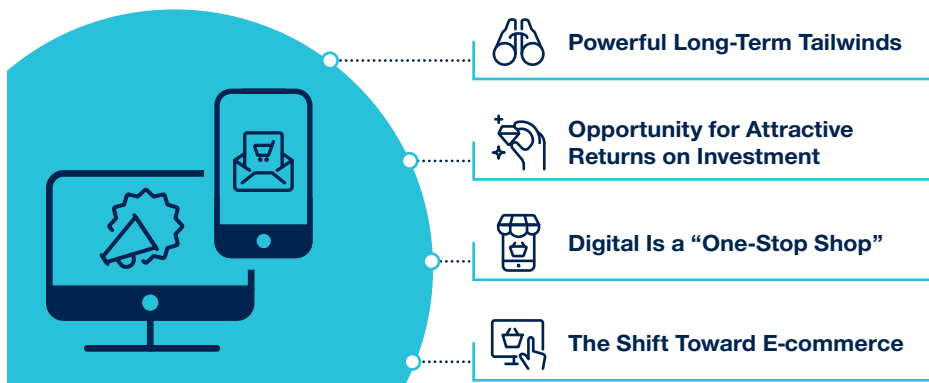 Powerful Long-Term Tailwinds
Opportunity for Attractive
Returns on Investment
Digital Is a “One-Stop Shop”
The Shift Toward E-commerce